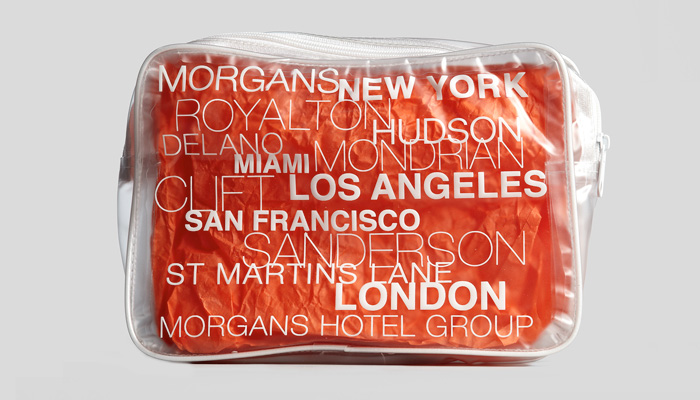 MORGANS NEW YORK
ROYALTON HUDSON
DELANO MIAMI MONDRIAN
CLIFT LOS ANGELES
SAN FRANCISCO
SANDERSON
ST MARTINS LANE
LONDON
MORGANS HOTEL GROUP